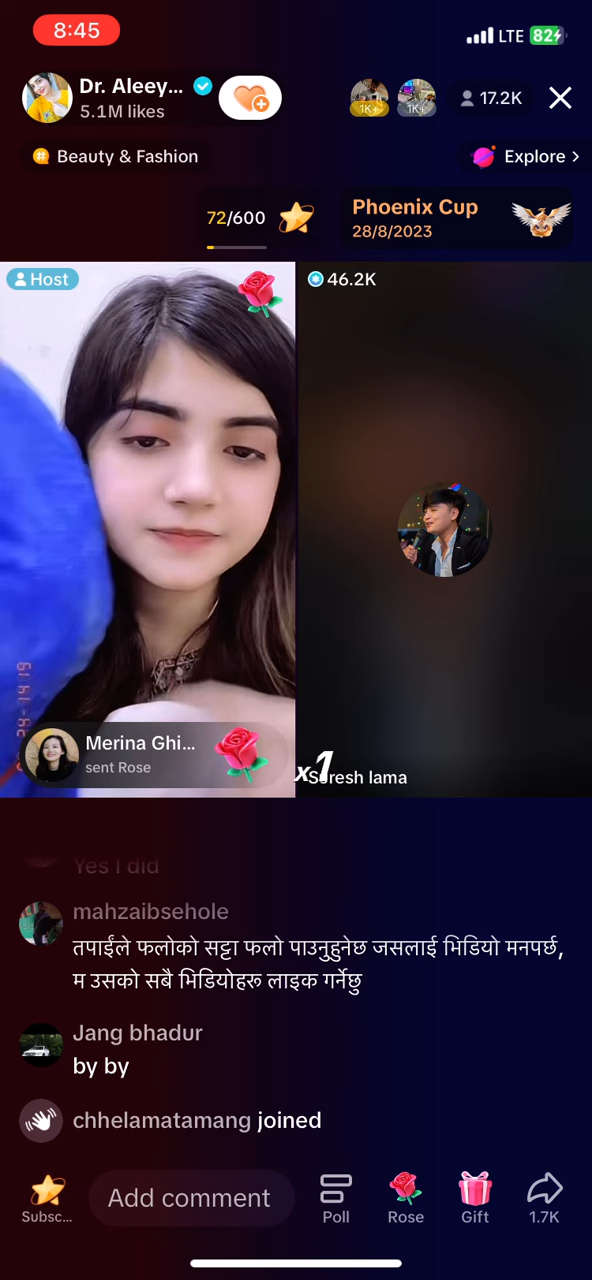 8:45
LTE 82
Dr. Aleey...
5.1M likes
1K+
1K+
17.2K
Beauty & Fashion
Explore >
72/600
Phoenix Cup
28/8/2023
Host
46.2K
Merina Ghi...
sent Rose
x1
Suresh lama
Yes I did
mahzaibsehole
तपाईंले फलोको सट्टा फलो पाउनुहुनेछ जसलाई भिडियो मनपर्छ,
म उसको सबै भिडियोहरू लाइक गर्नेछु
Jang bhadur
by by
chhelamatamang joined
Subsc...
Add comment
Poll
Rose
Gift
1.7K